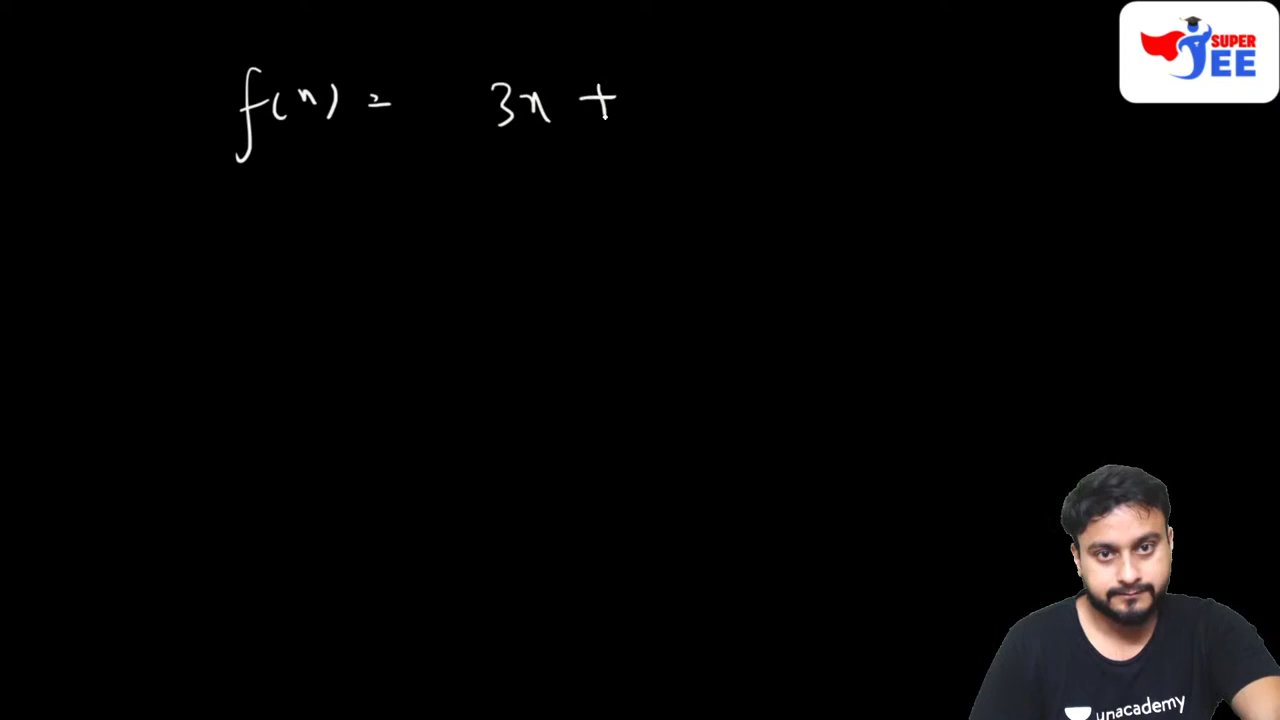 f(x) = 3x +
SUPER
JEE
unacademy